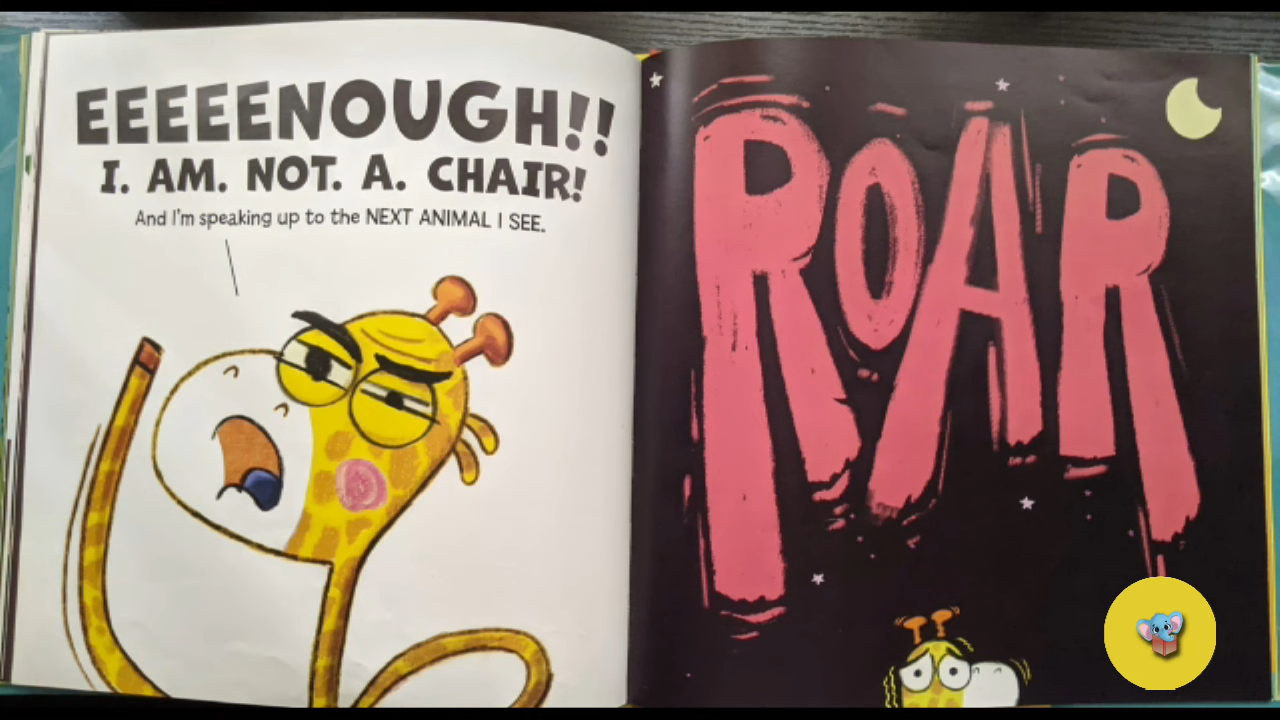 EEEEENOUGH!!
I. AM. NOT. A. CHAIR!
And I'm speaking up to the NEXT ANIMAL I SEE.
ROAR